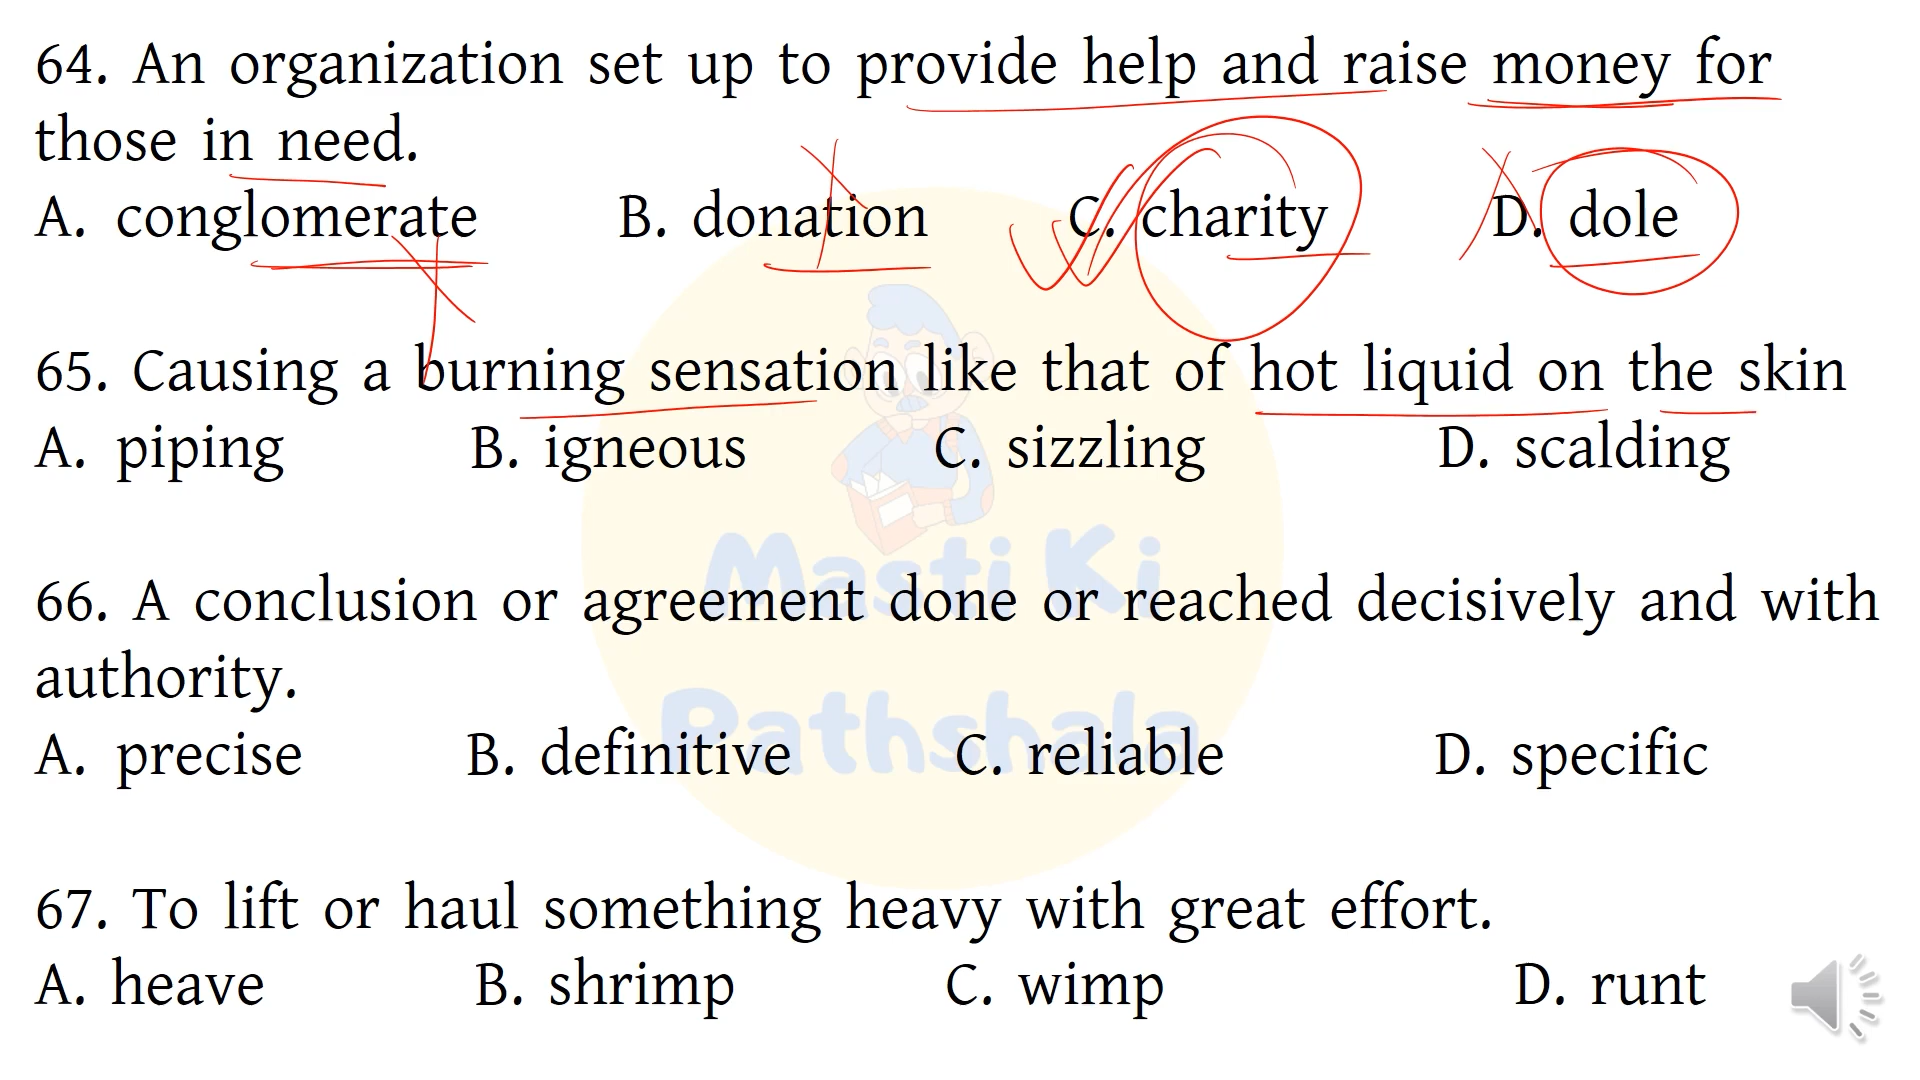 64. An organization set up to provide help and raise money for
those in need.
A. conglomerate B. donation C. charity D. dole
65. Causing a burning sensation like that of hot liquid on the skin
A. piping B. igneous C. sizzling D. scalding
66. A conclusion or agreement done or reached decisively and with
authority.
A. precise B. definitive C. reliable D. specific
67. To lift or haul something heavy with great effort.
A. heave B. shrimp C. wimp D. runt
Masti Ki
Pathshala